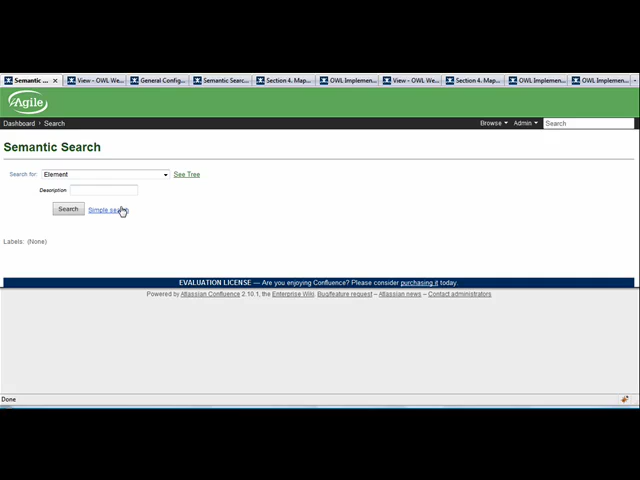 Semantic ...
View - OWL We...
General Config...
Semantic Searc...
Section 4. Map...
OWL Implemen...
View - OWL We...
Section 4. Map...
OWL Implemen...
OWL Implemen...
Agile
Dashboard › Search
Browse
Admin
Search
Semantic Search
Search for: Element
See Tree
Description
Search
Simple search
Labels: (None)
EVALUATION LICENSE — Are you enjoying Confluence? Please consider purchasing it today.
Powered by Atlassian Confluence 2.10.1, the Enterprise Wiki. Bug/feature request – Atlassian news – Contact administrators
Done